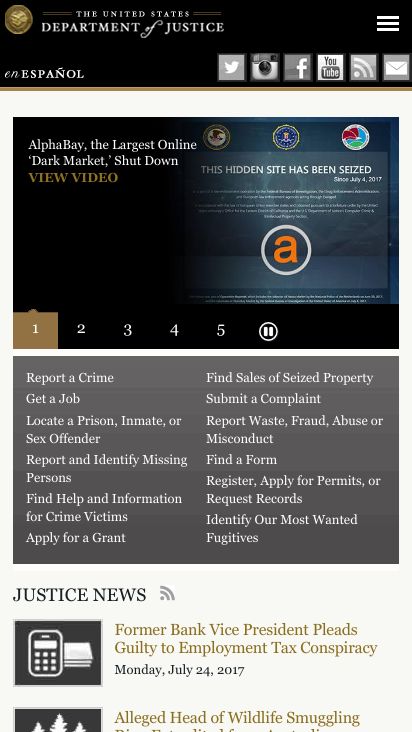 THE UNITED STATES
DEPARTMENT of JUSTICE
en ESPAÑOL
You
Tube
AlphaBay, the Largest Online
‘Dark Market,’ Shut Down
VIEW VIDEO
THIS HIDDEN SITE HAS BEEN SEIZED
Since July 4, 2017
a
1 2 3 4 5
Report a Crime
Get a Job
Locate a Prison, Inmate, or
Sex Offender
Report and Identify Missing
Persons
Find Help and Information
for Crime Victims
Apply for a Grant
Find Sales of Seized Property
Submit a Complaint
Report Waste, Fraud, Abuse or
Misconduct
Find a Form
Register, Apply for Permits, or
Request Records
Identify Our Most Wanted
Fugitives
JUSTICE NEWS
Former Bank Vice President Pleads
Guilty to Employment Tax Conspiracy
Monday, July 24, 2017
Alleged Head of Wildlife Smuggling